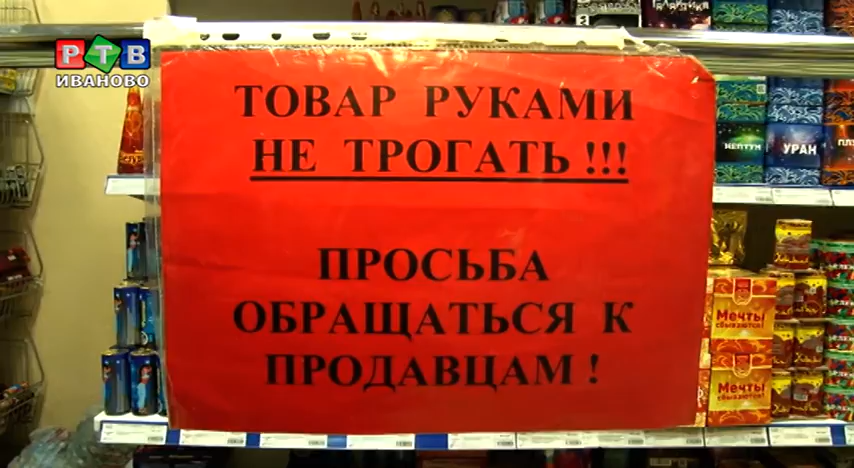 РТВ
ИВАНОВО
ТОВАР РУКАМИ
НЕ ТРОГАТЬ !!!
ПРОСЬБА
ОБРАЩАТЬСЯ К
ПРОДАВЦАМ !
НЕПТУН
УРАН
Мечты
сбываются!
Мечты
сбываются!